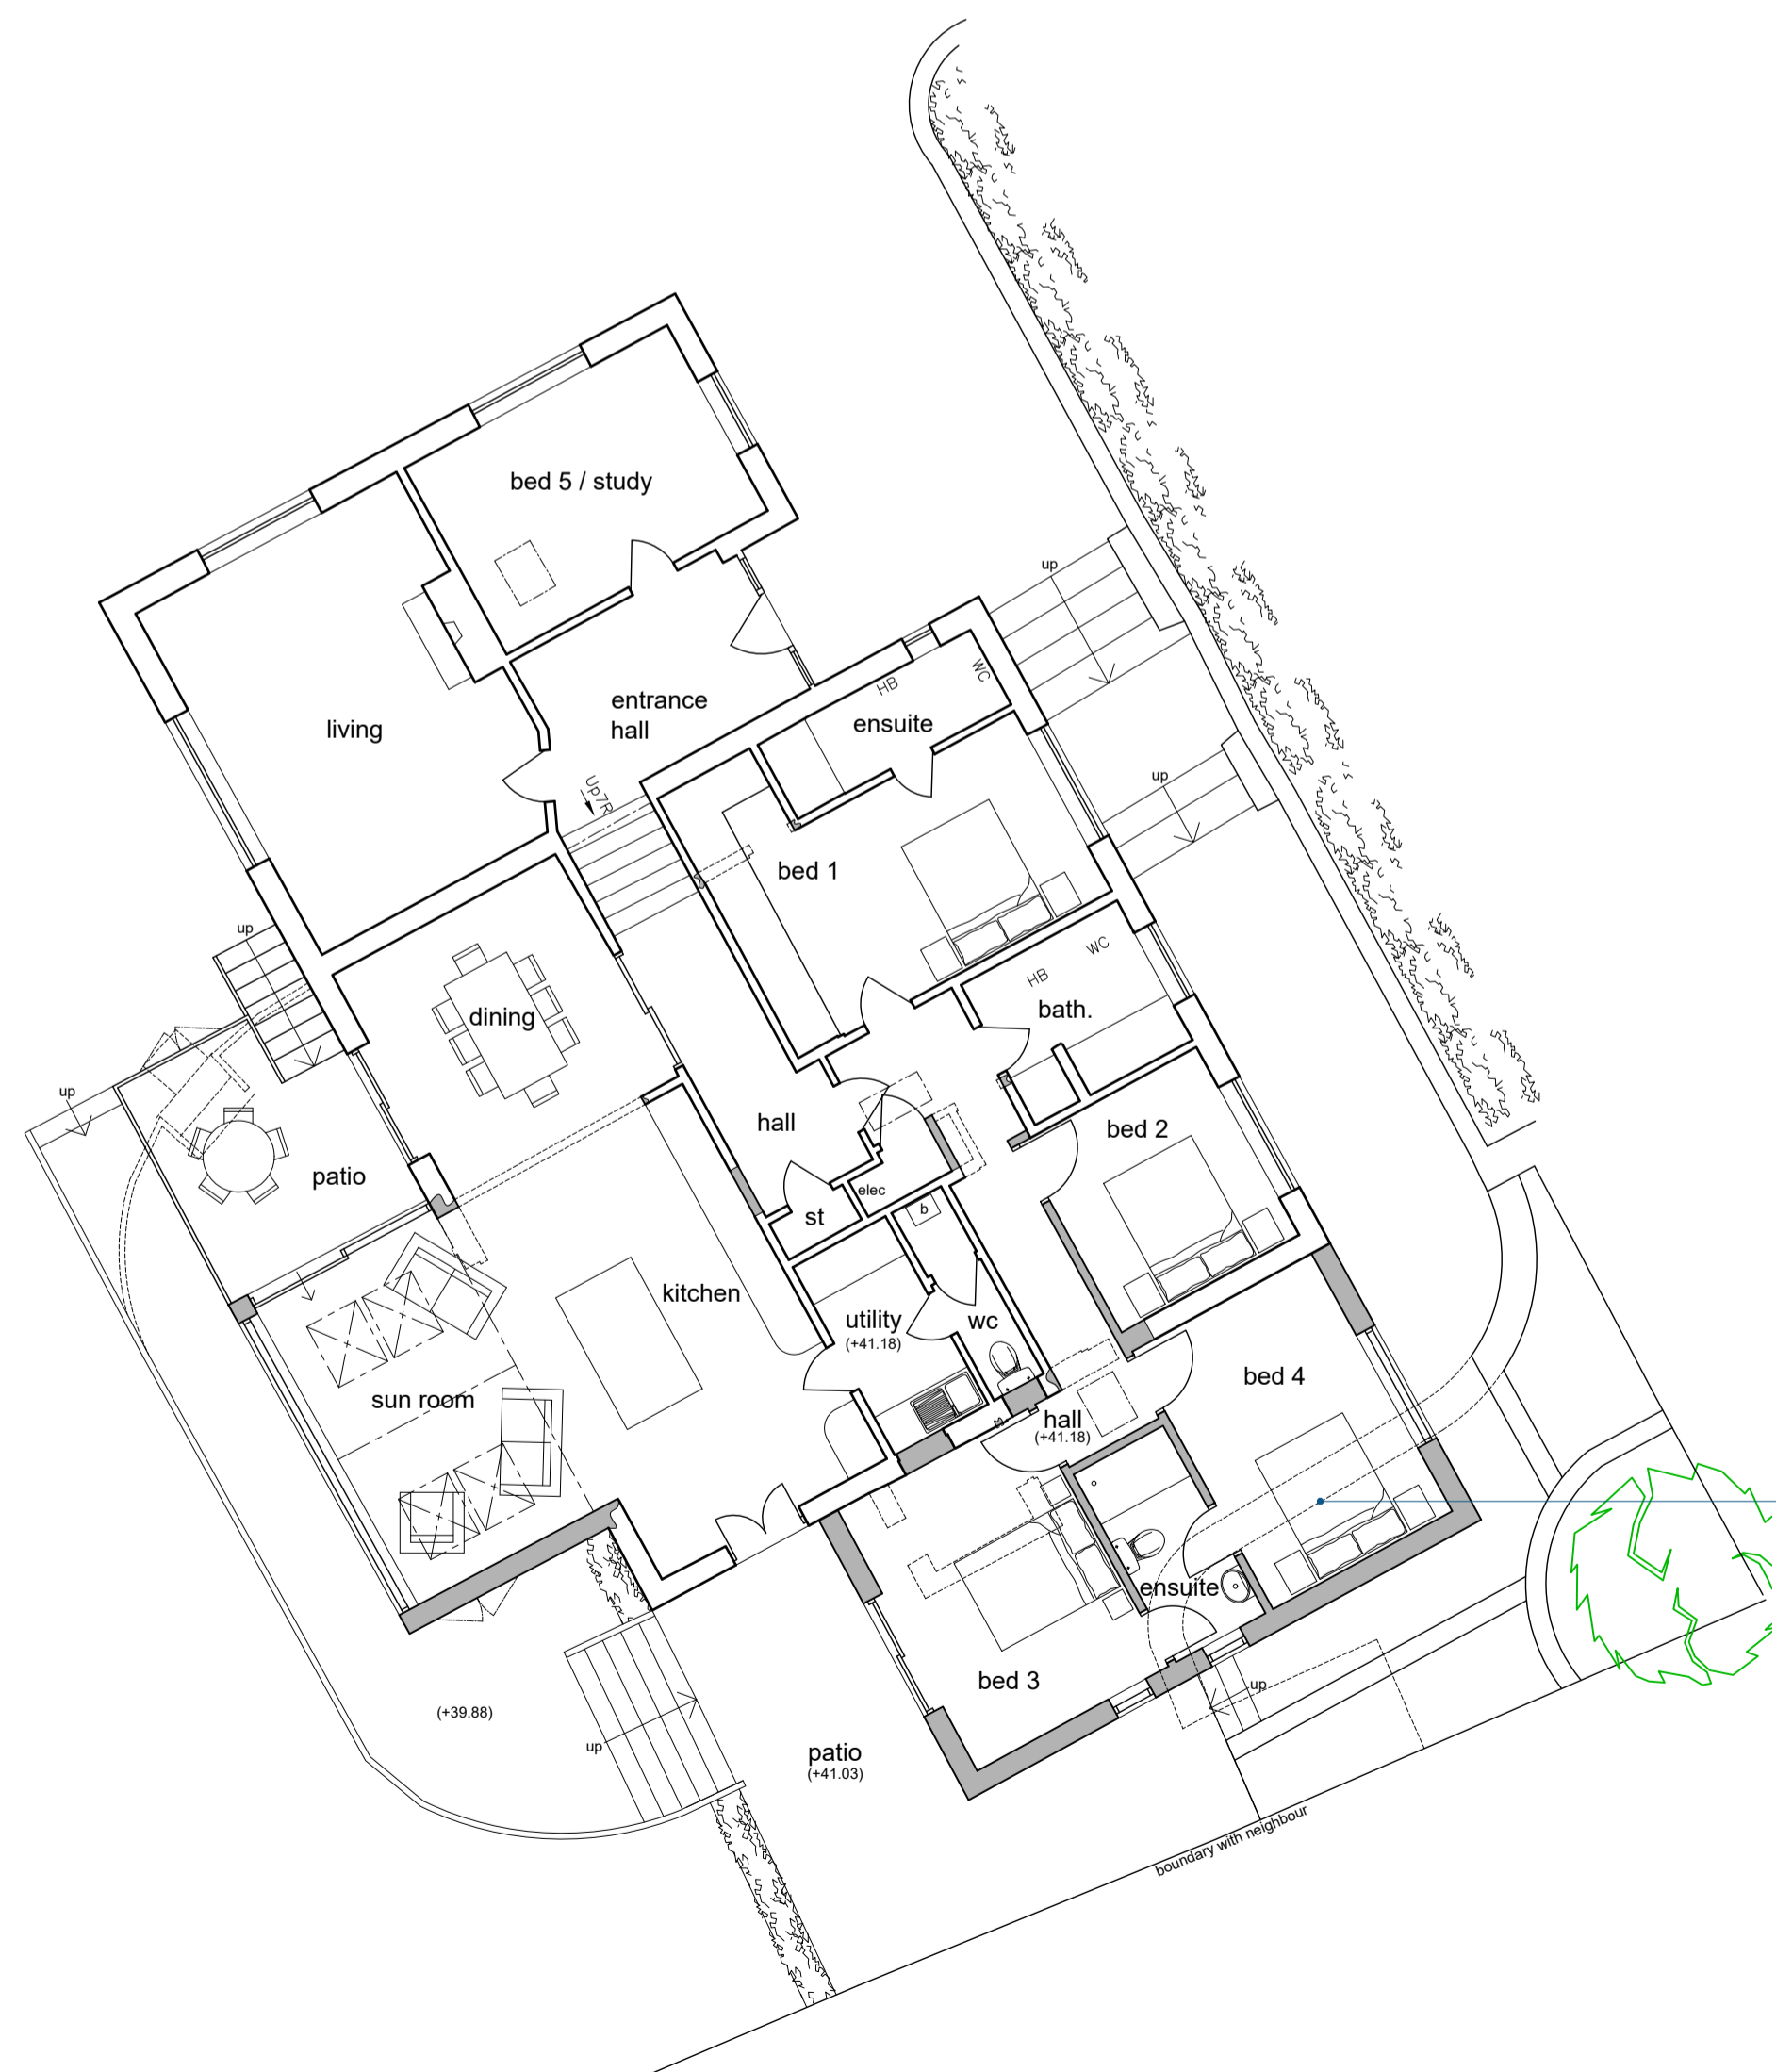 bed 5 / study
up
WC
HB
entrance
hall
ensuite
living
up
Up 7R
bed 1
up
WC
HB
bath.
dining
up
hall
bed 2
patio
elec
st
b
kitchen
utility
(+41.18)
wc
bed 4
sun room
hall
(+41.18)
ensuite
bed 3
up
(+39.88)
up
patio
(+41.03)
boundary with neighbour